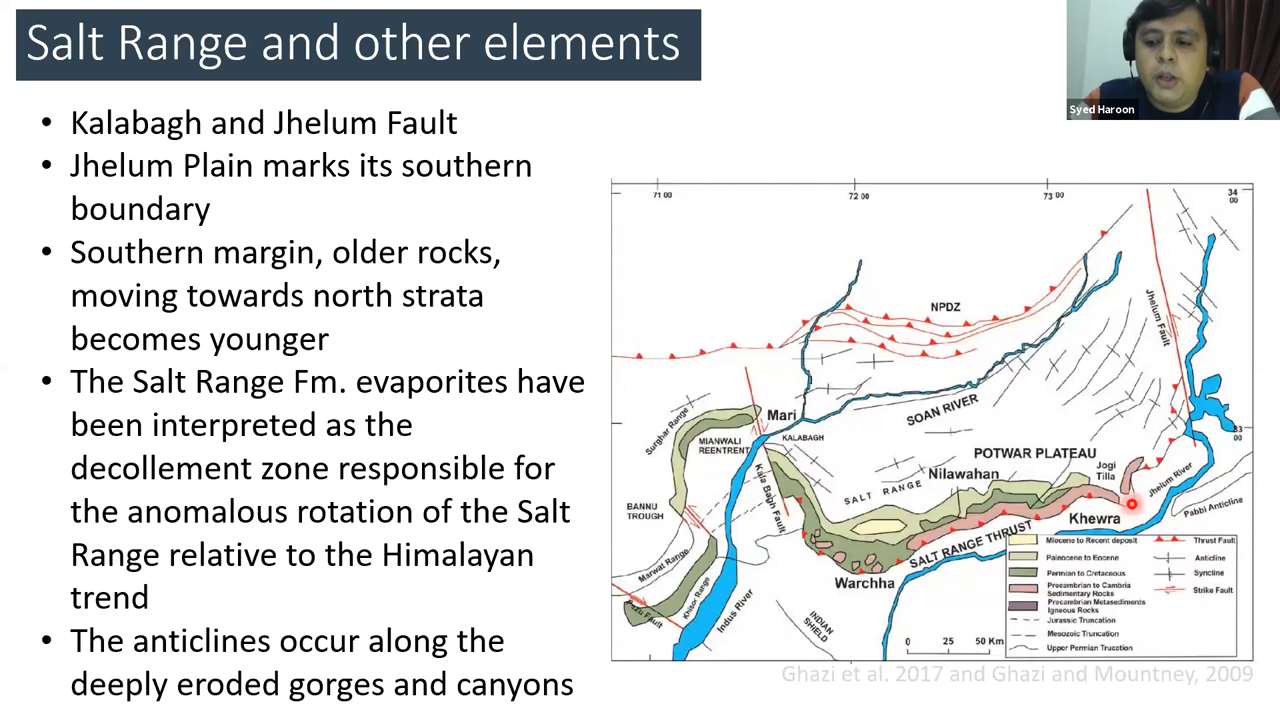 Salt Range and other elements
Syed Haroon
• Kalabagh and Jhelum Fault
• Jhelum Plain marks its southern
boundary
• Southern margin, older rocks,
moving towards north strata
becomes younger
• The Salt Range Fm. evaporites have
been interpreted as the
decollement zone responsible for
the anomalous rotation of the Salt
Range relative to the Himalayan
trend
• The anticlines occur along the
deeply eroded gorges and canyons
71 00
72 00
73 00
34
00
NPDZ
Jhelum Fault
SOAN RIVER
Surghar Range
Mari
MIANWALI
REENTRENT
KALABAGH
33
00
POTWAR PLATEAU
Nilawahan
Jogi
Tilla
SALT RANGE
Kala Bagh Fault
Jhelum River
Pabbi Anticline
BANNU
TROUGH
Khewra
SALT RANGE THRUST
Marwat Range
Warchha
Khisor Range
Indus River
INDIAN
SHIELD
0 25 50 Km
Miocene to Recent deposit
Paleocene to Eocene
Permian to Cretaceous
Precambrian to Cambria
Sedimentary Rocks
Precambrian Metasediments
Igneous Rocks
Jurassic Truncation
Mesozoic Truncation
Upper Permian Trucation
Thrust Fault
Anticline
Syncline
Strike Fault
Ghazi et al. 2017 and Ghazi and Mountney, 2009